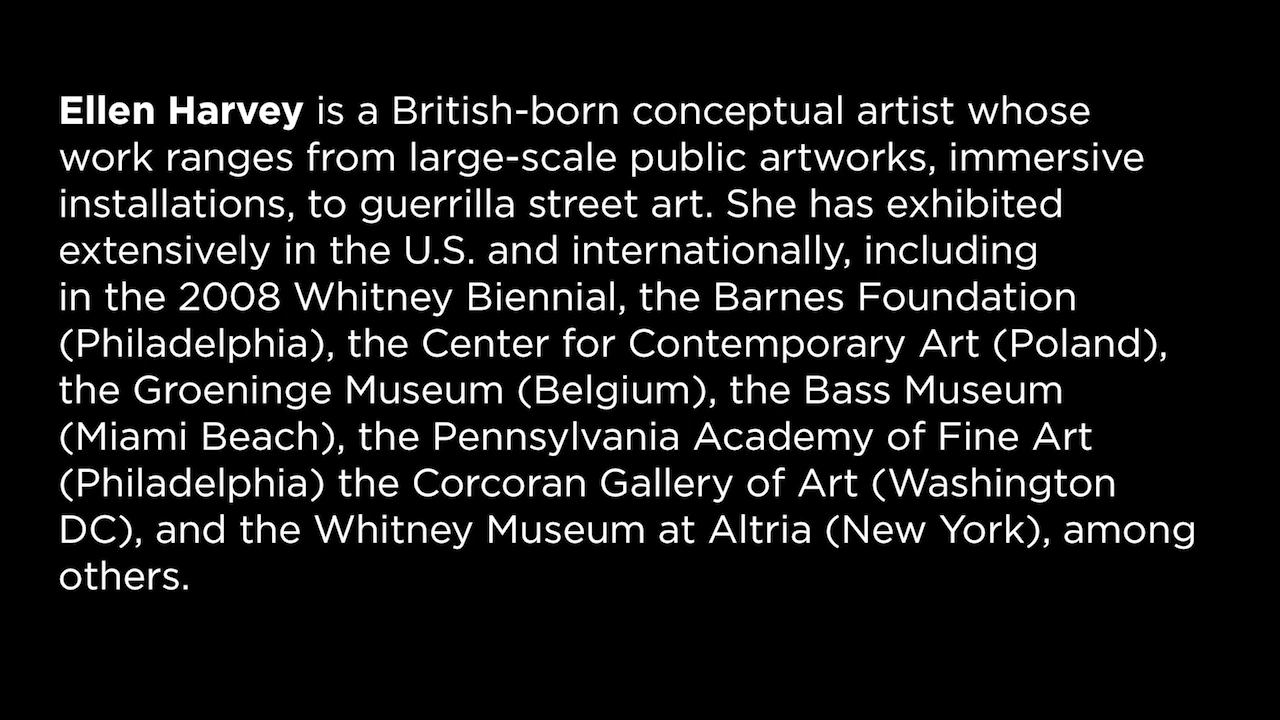 Ellen Harvey is a British-born conceptual artist whose
work ranges from large-scale public artworks, immersive
installations, to guerrilla street art. She has exhibited
extensively in the U.S. and internationally, including
in the 2008 Whitney Biennial, the Barnes Foundation
(Philadelphia), the Center for Contemporary Art (Poland),
the Groeninge Museum (Belgium), the Bass Museum
(Miami Beach), the Pennsylvania Academy of Fine Art
(Philadelphia) the Corcoran Gallery of Art (Washington
DC), and the Whitney Museum at Altria (New York), among
others.